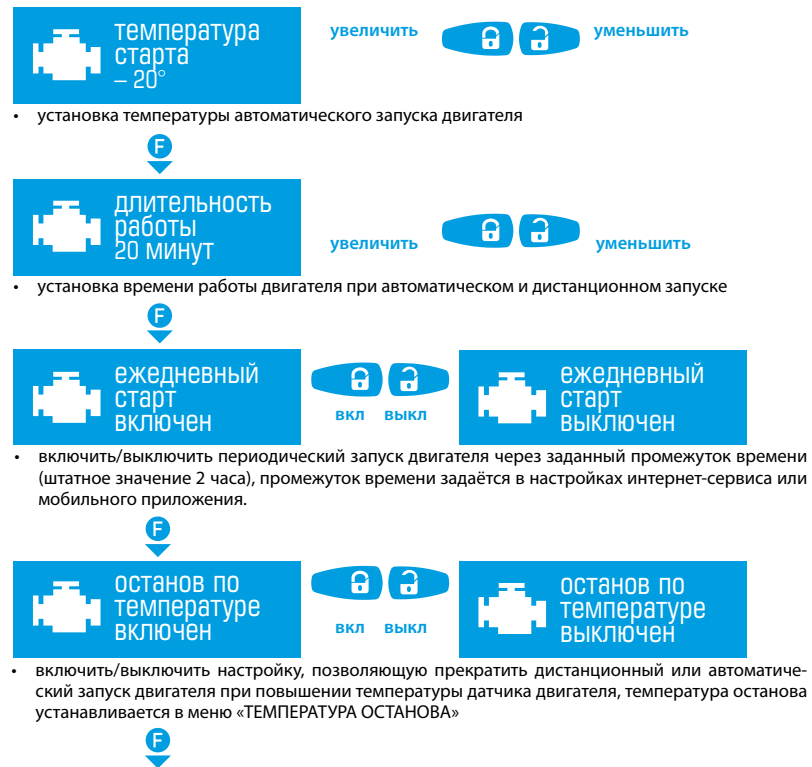 температура
старта
– 20°
увеличить
уменьшить
• установка температуры автоматического запуска двигателя
F
длительность
работы
20 минут
увеличить
уменьшить
• установка времени работы двигателя при автоматическом и дистанционном запуске
F
ежедневный
старт
включен
вкл выкл
ежедневный
старт
выключен
• включить/выключить периодический запуск двигателя через заданный промежуток времени
(штатное значение 2 часа), промежуток времени задаётся в настройках интернет-сервиса или
мобильного приложения.
F
останов по
температуре
включен
вкл выкл
останов по
температуре
выключен
• включить/выключить настройку, позволяющую прекратить дистанционный или автоматиче-
ский запуск двигателя при повышении температуры датчика двигателя, температура останова
устанавливается в меню «ТЕМПЕРАТУРА ОСТАНОВА»
F